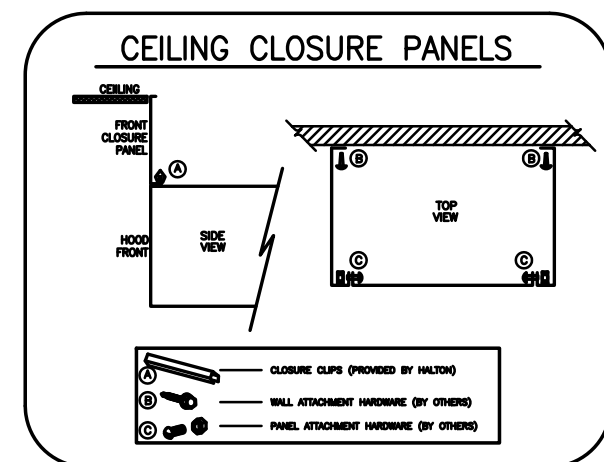 CEILING CLOSURE PANELS
CEILING
FRONT
CLOSURE
PANEL
A
HOOD
FRONT
SIDE
VIEW
B
B
TOP
VIEW
C
C
A
CLOSURE CLIPS (PROVIDED BY HALTON)
B
WALL ATTACHMENT HARDWARE (BY OTHERS)
C
PANEL ATTACHMENT HARDWARE (BY OTHERS)